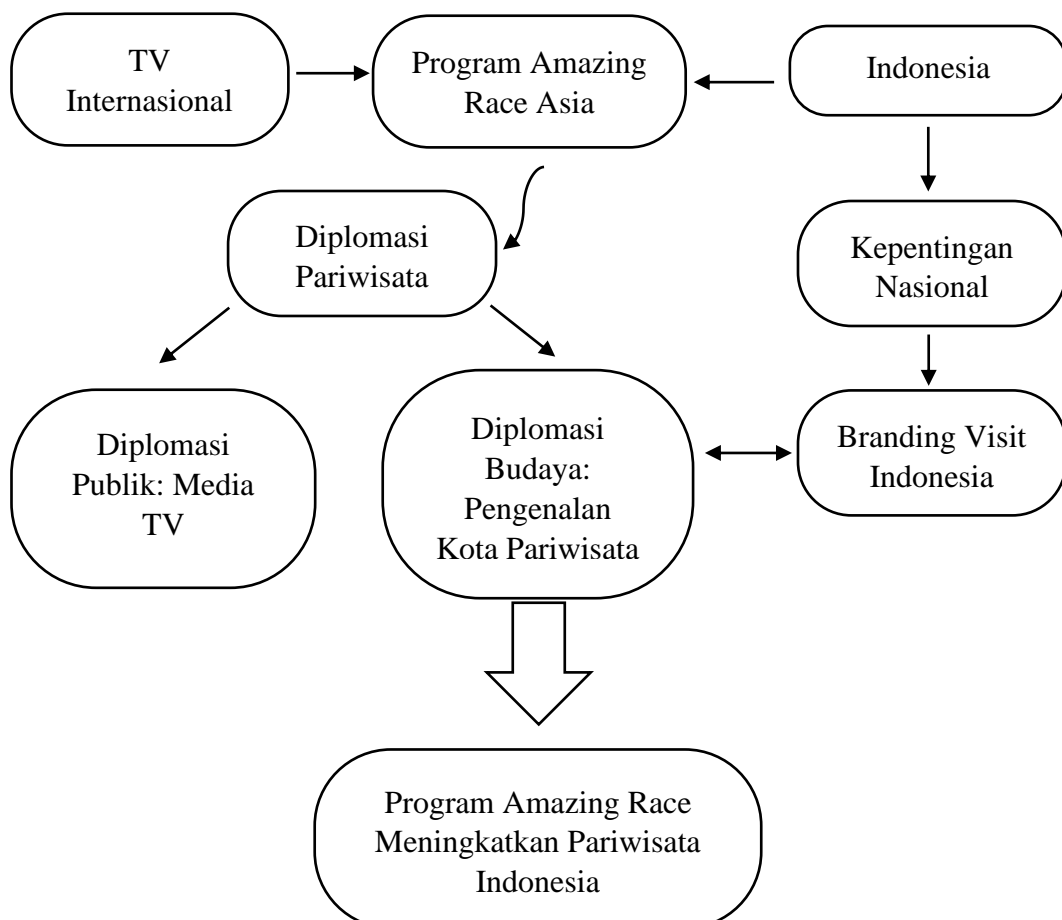 TV
Internasional
Program Amazing
Race Asia
Indonesia
Diplomasi
Pariwisata
Kepentingan
Nasional
Diplomasi
Publik: Media
TV
Diplomasi
Budaya:
Pengenalan
Kota Pariwisata
Branding Visit
Indonesia
Program Amazing Race
Meningkatkan Pariwisata
Indonesia